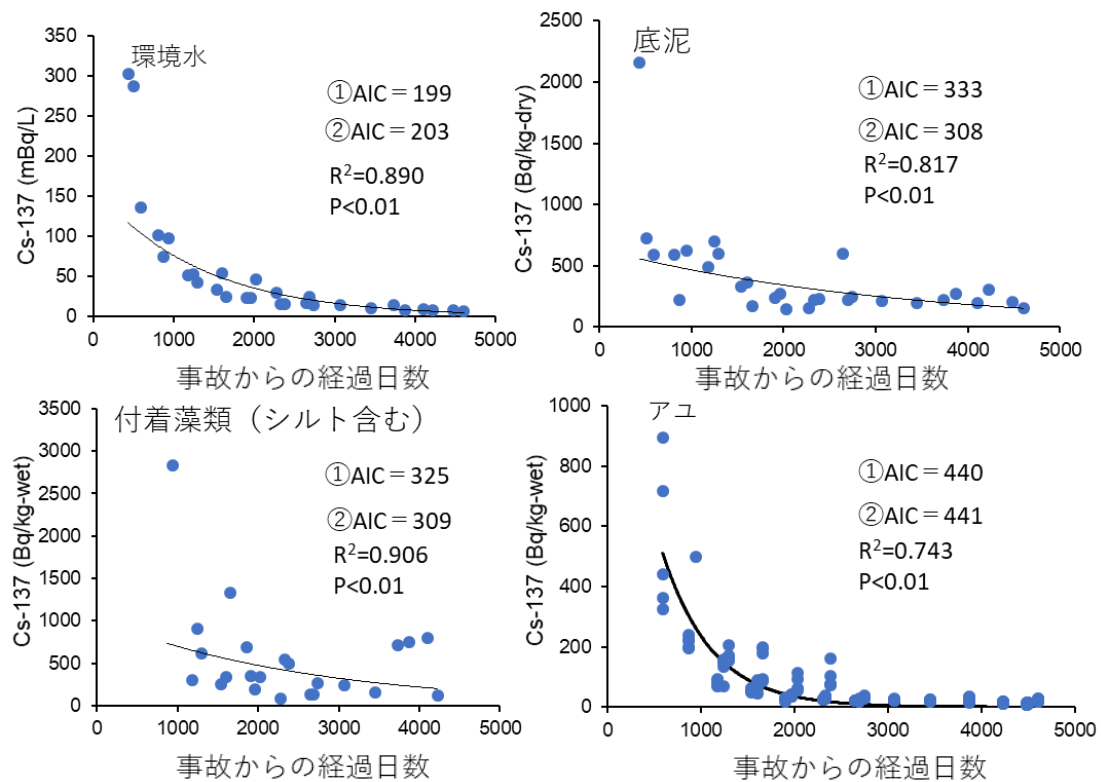 環境水
Cs-137 (mBq/L)
350
300
250
200
150
100
50
0
①AIC＝199
②AIC＝203
R²=0.890
P<0.01
0 1000 2000 3000 4000 5000
事故からの経過日数
底泥
Cs-137 (Bq/kg-dry)
2500
2000
1500
1000
500
0
①AIC＝333
②AIC＝308
R²=0.817
P<0.01
0 1000 2000 3000 4000 5000
事故からの経過日数
付着藻類（シルト含む）
Cs-137 (Bq/kg-wet)
3500
3000
2500
2000
1500
1000
500
0
①AIC＝325
②AIC＝309
R²=0.906
P<0.01
0 1000 2000 3000 4000 5000
事故からの経過日数
アユ
Cs-137 (Bq/kg-wet)
1000
800
600
400
200
0
①AIC＝440
②AIC＝441
R²=0.743
P<0.01
0 1000 2000 3000 4000 5000
事故からの経過日数